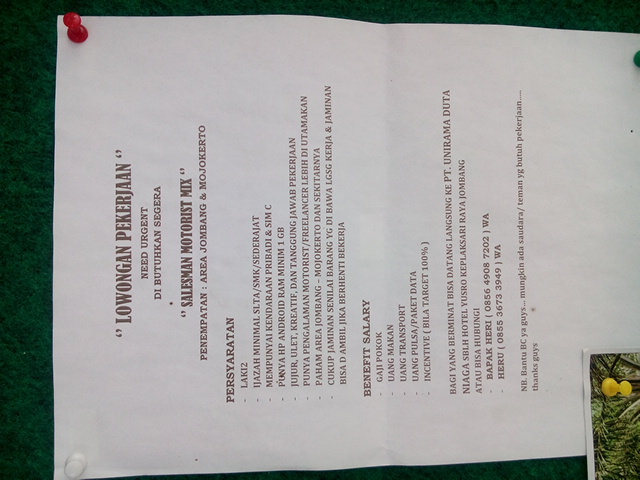 ‘’ LOWONGAN PEKERJAAN ‘’
NEED URGENT
DI BUTUHKAN SEGERA
‘’ SALESMAN MOTORIST MIX ‘’
PENEMPATAN : AREA JOMBANG & MOJOKERTO
PERSYARATAN
- LAKI2
- IJAZAH MINIMAL SLTA/SMK/SEDERAJAT
- MEMPUNYAI KENDARAAN PRIBADI & SIM C
- PUNYA HP ANDROID RAM MINIM 1 GB
- JUJUR, ULET, KREATIF, DAN TANGGUNG JAWAB PEKERJAAN
- PUNYA PENGALAMAN MOTORIST/FREELANCER LEBIH DI UTAMAKAN
- PAHAM AREA JOMBANG – MOJOKERTO DAN SEKITARNYA
- CUKUP JAMINAN SENILAI BARANG YG DI BAWA LGSG KERJA & JAMINAN
BISA D AMBIL JIKA BERHENTI BEKERJA
BENEFIT SALARY
- GAJI POKOK
- UANG MAKAN
- UANG TRANSPORT
- UANG PULSA/PAKET DATA
- INCENTIVE ( BILA TARGET 100% )
BAGI YANG BERMINAT BISA DATANG LANGSUNG KE PT. UNIRAMA DUTA
NIAGA SBLH HOTEL YUSRO KEPLAKSARI RAYA JOMBANG
ATAU BISA HUBUNGI
- BAPAK HERI ( 0856 4908 7202 ) WA
- HERU ( 0855 3673 3949 ) WA
NB. Bantu BC ya guys... mungkin ada saudara/ teman yg butuh pekerjaan.....
thanks guys